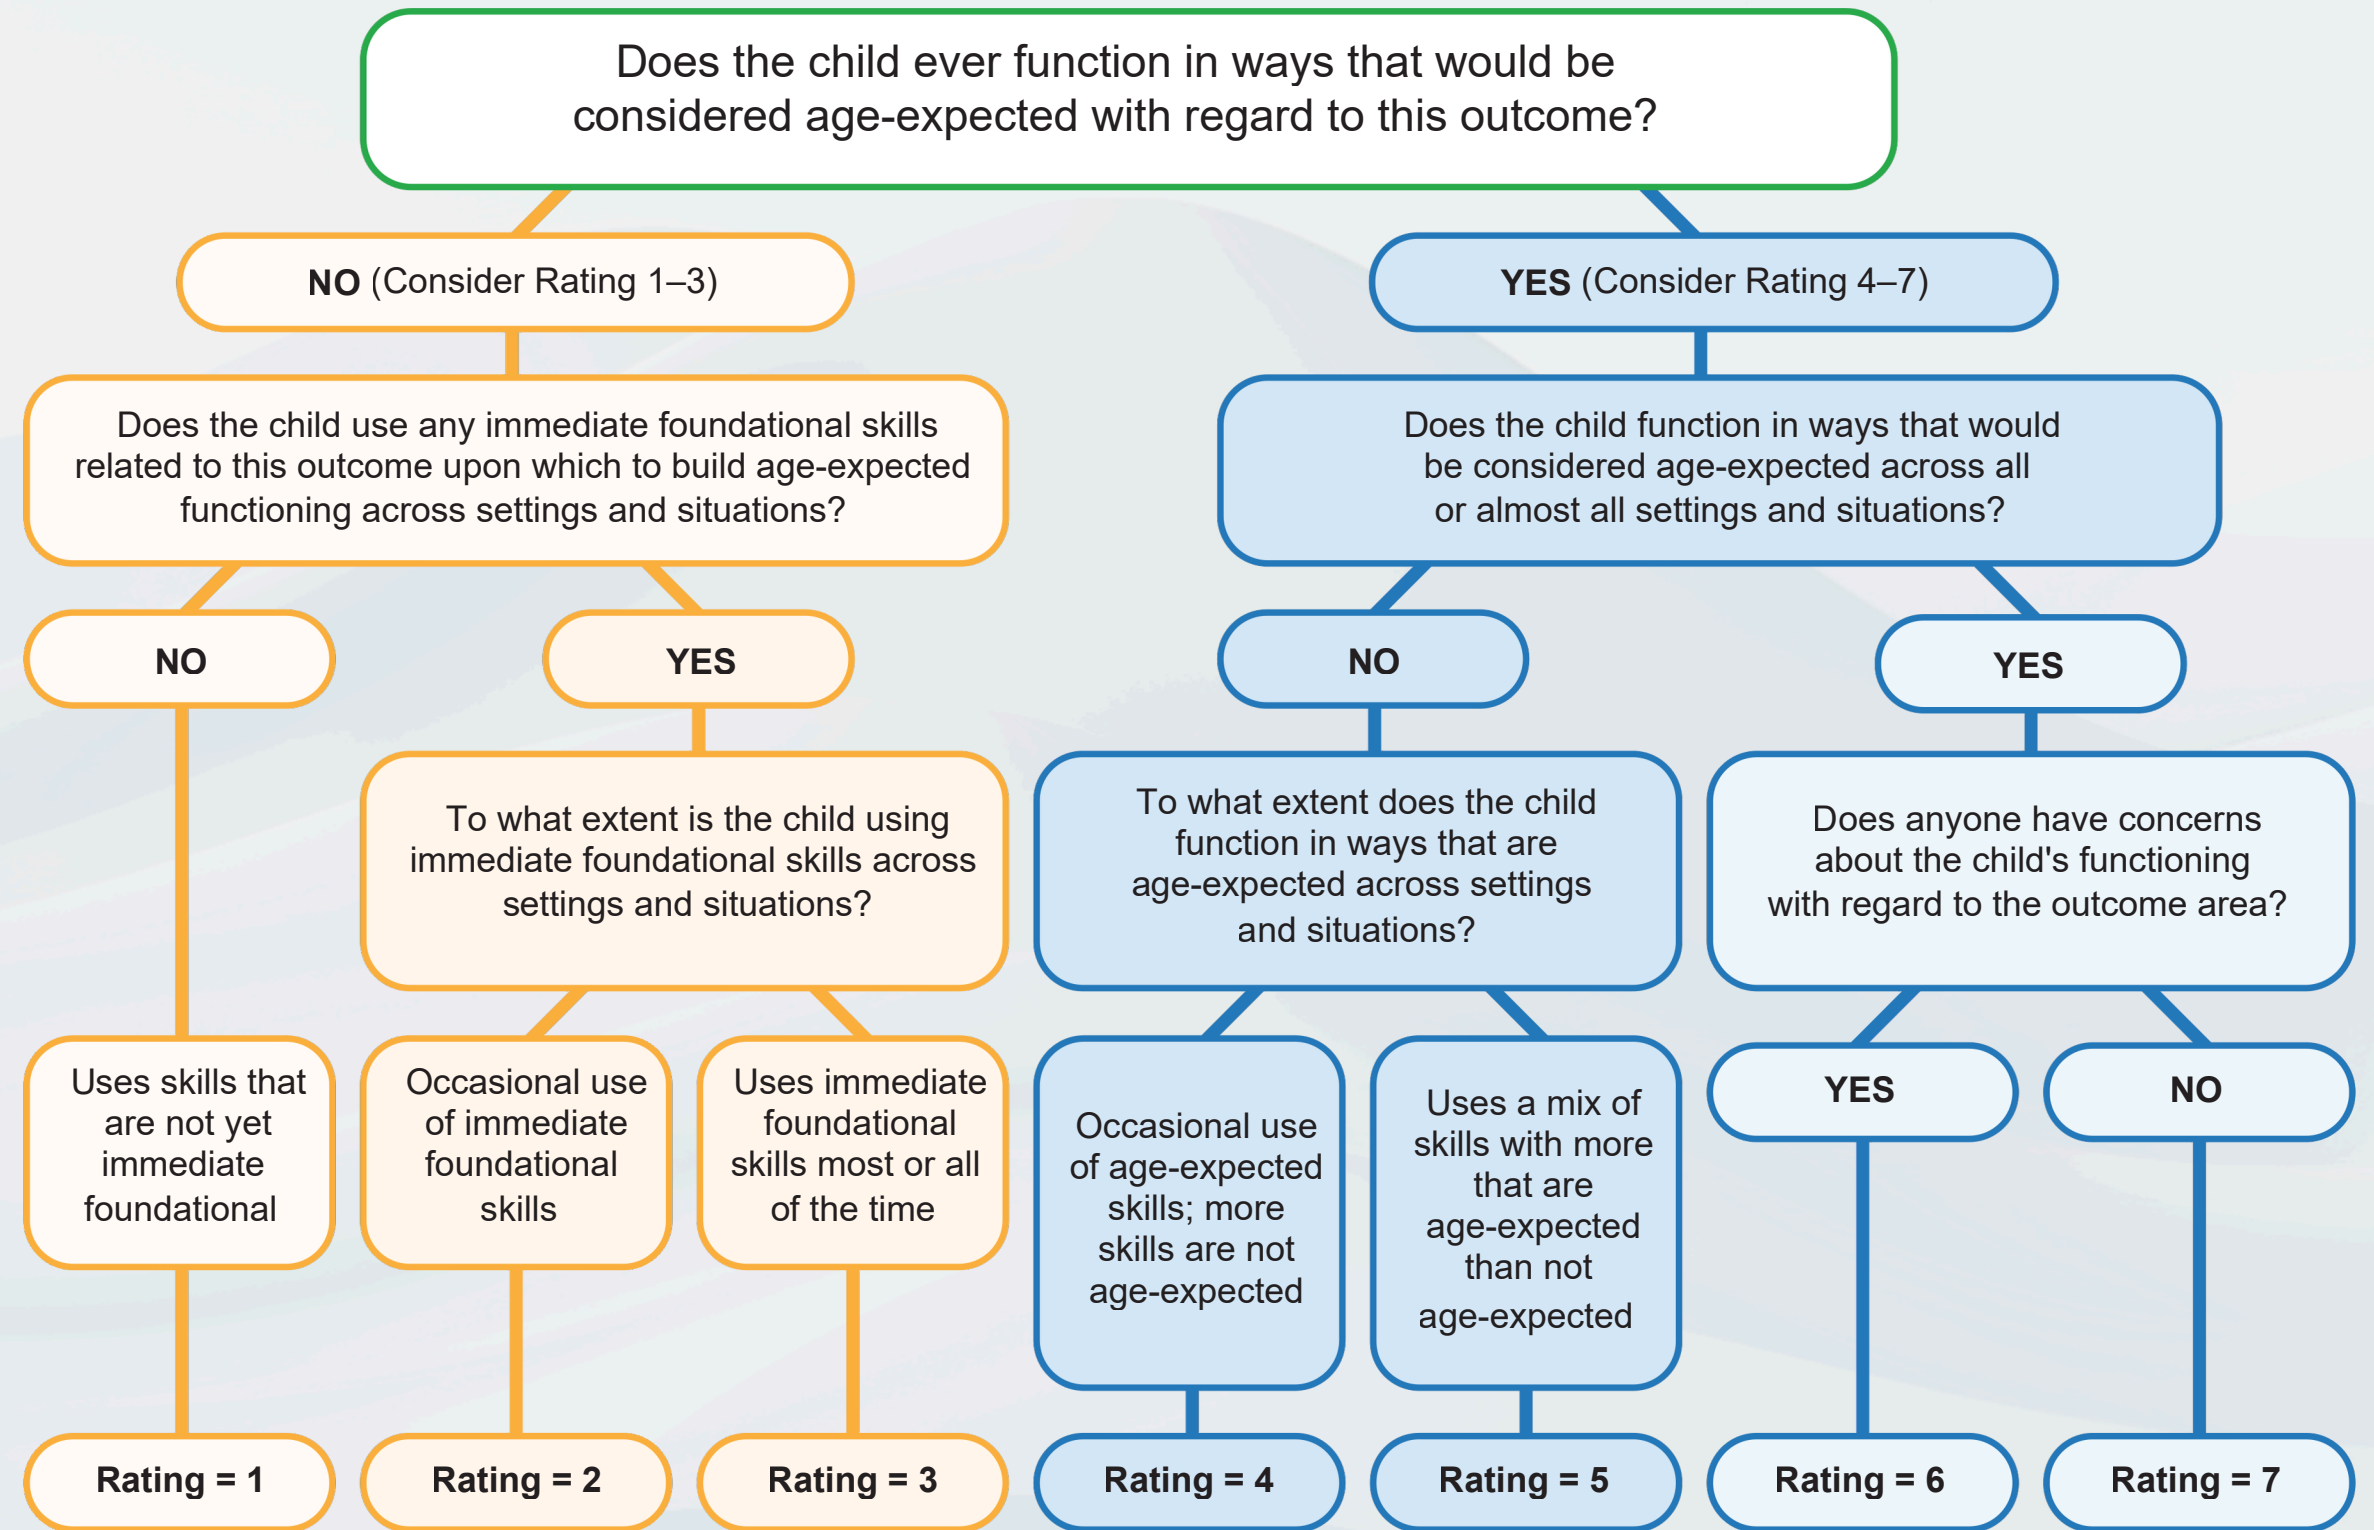 Does the child ever function in ways that would be
considered age-expected with regard to this outcome?
NO (Consider Rating 1–3)
YES (Consider Rating 4–7)
Does the child use any immediate foundational skills
related to this outcome upon which to build age-expected
functioning across settings and situations?
Does the child function in ways that would
be considered age-expected across all
or almost all settings and situations?
NO
YES
NO
YES
To what extent is the child using
immediate foundational skills across
settings and situations?
To what extent does the child
function in ways that are
age-expected across settings
and situations?
Does anyone have concerns
about the child's functioning
with regard to the outcome area?
Uses skills that
are not yet
immediate
foundational
Occasional use
of immediate
foundational
skills
Uses immediate
foundational
skills most or all
of the time
Occasional use
of age-expected
skills; more
skills are not
age-expected
Uses a mix of
skills with more
that are
age-expected
than not
age-expected
YES
NO
Rating = 1
Rating = 2
Rating = 3
Rating = 4
Rating = 5
Rating = 6
Rating = 7